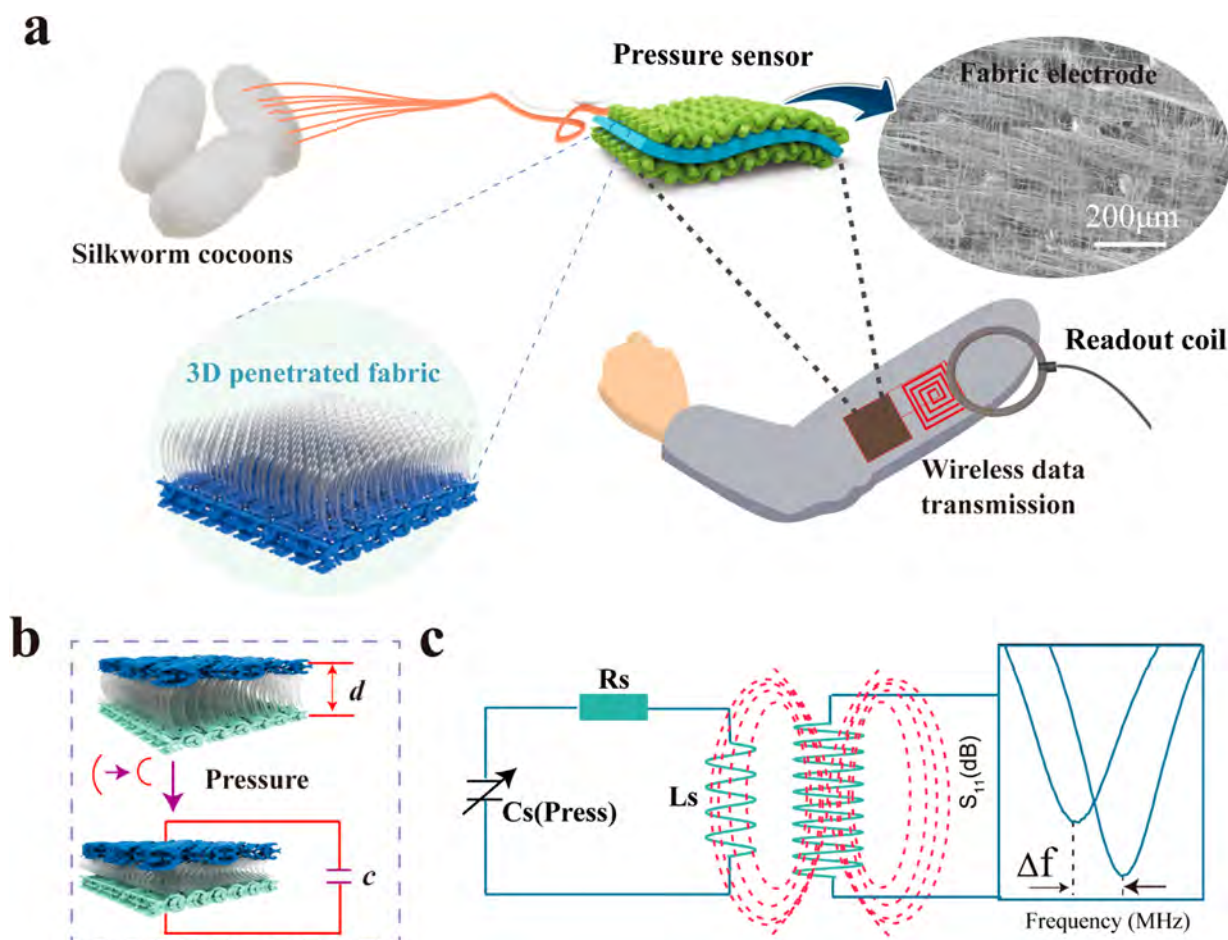 a
Pressure sensor
Fabric electrode
200μm
Silkworm cocoons
3D penetrated fabric
Readout coil
Wireless data
transmission
b
d
Pressure
c
c
Rs
Cs(Press)
Ls
S11(dB)
Δf
Frequency (MHz)